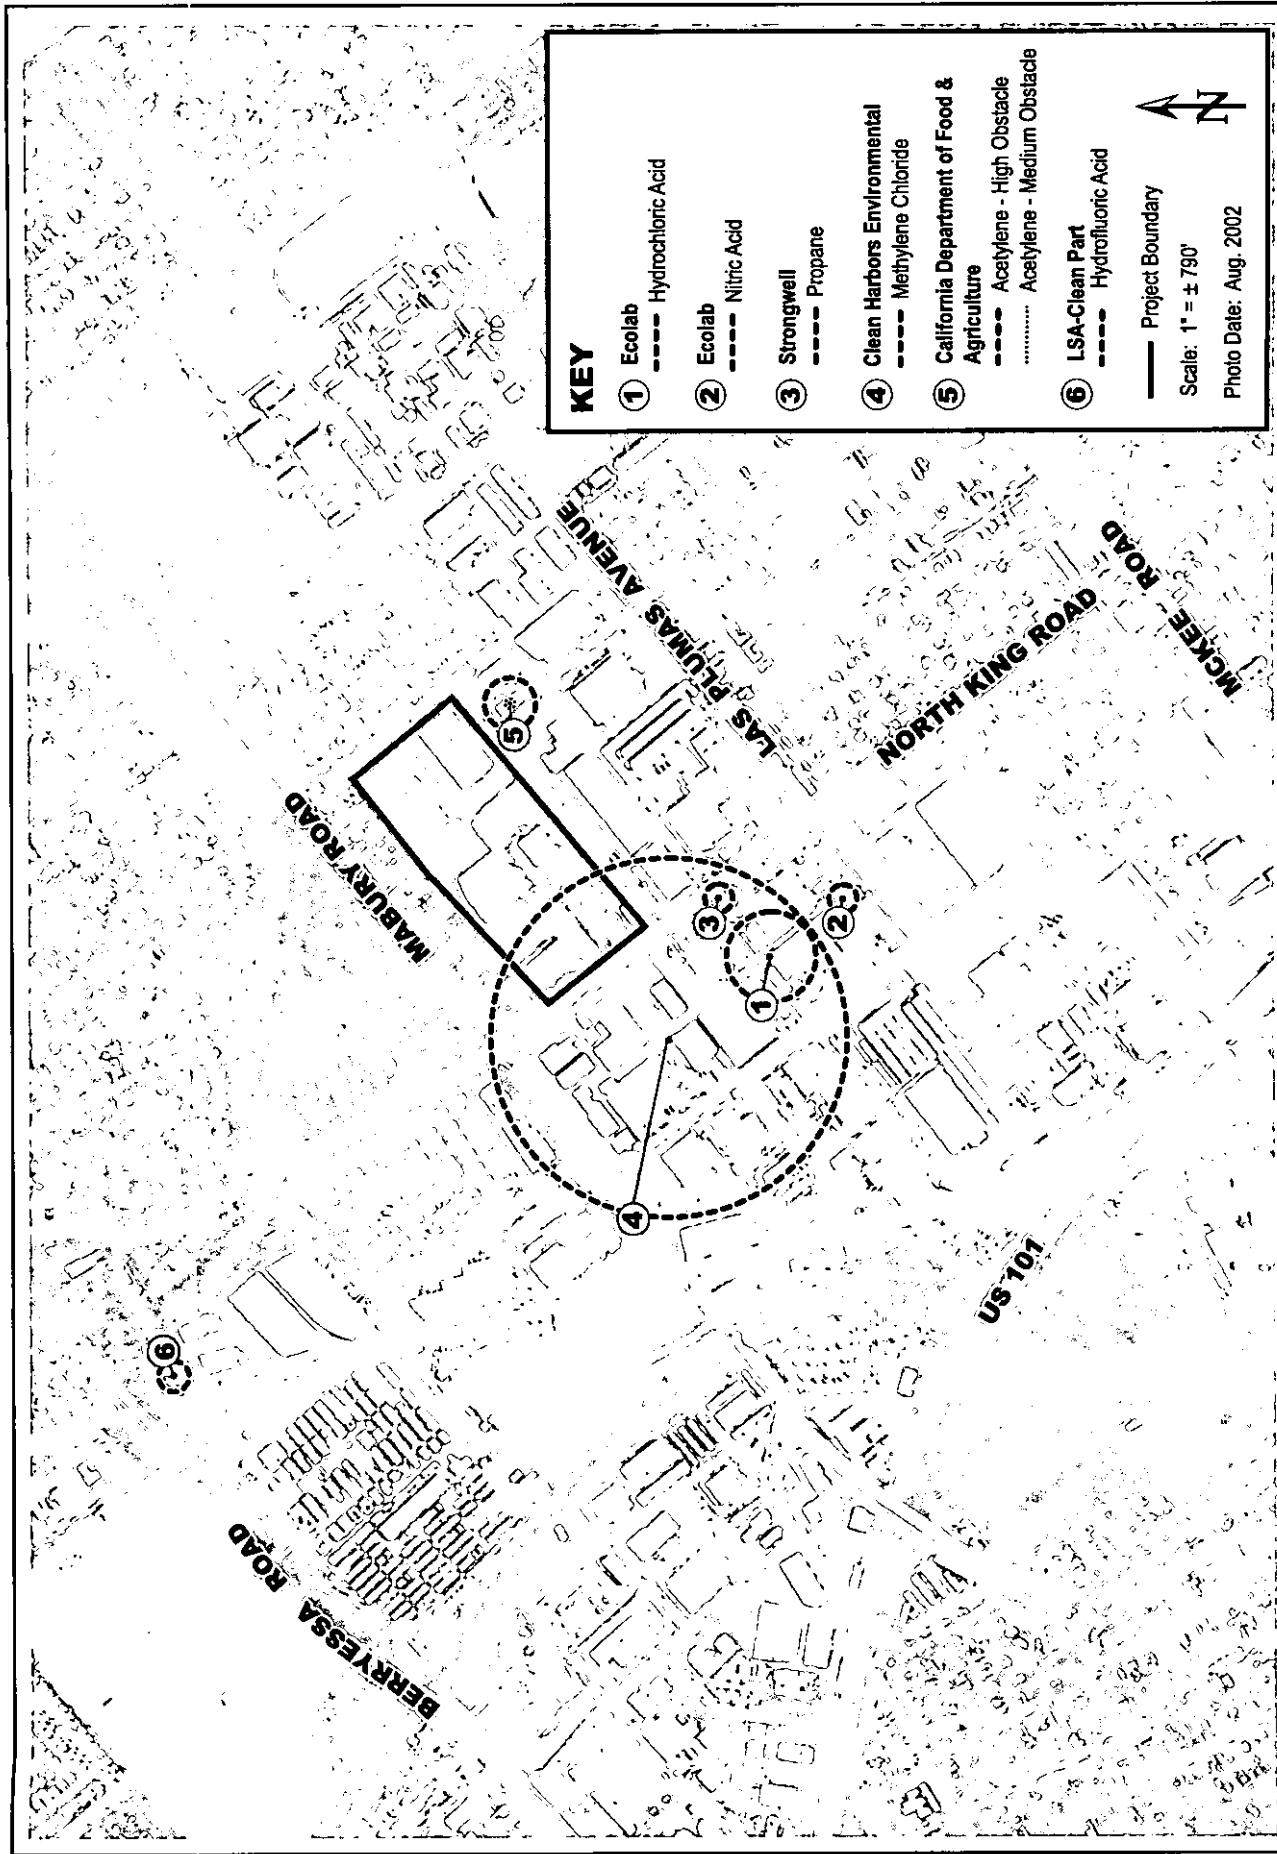 BERRYESSA ROAD
MABURY ROAD
LAS PLUMAS AVENUE
NORTH KING ROAD
MCKEE ROAD
US 101
6
4
5
3
1
2
KEY
1 Ecolab
Hydrochloric Acid
2 Ecolab
Nitric Acid
3 Strongwell
Propane
4 Clean Harbors Environmental
Methylene Chloride
5 California Department of Food &
Agriculture
Acetylene - High Obstacle
Acetylene - Medium Obstacle
6 LSA-Clean Part
Hydrofluoric Acid
Project Boundary
Scale: 1" = ± 790'
Photo Date: Aug. 2002
N